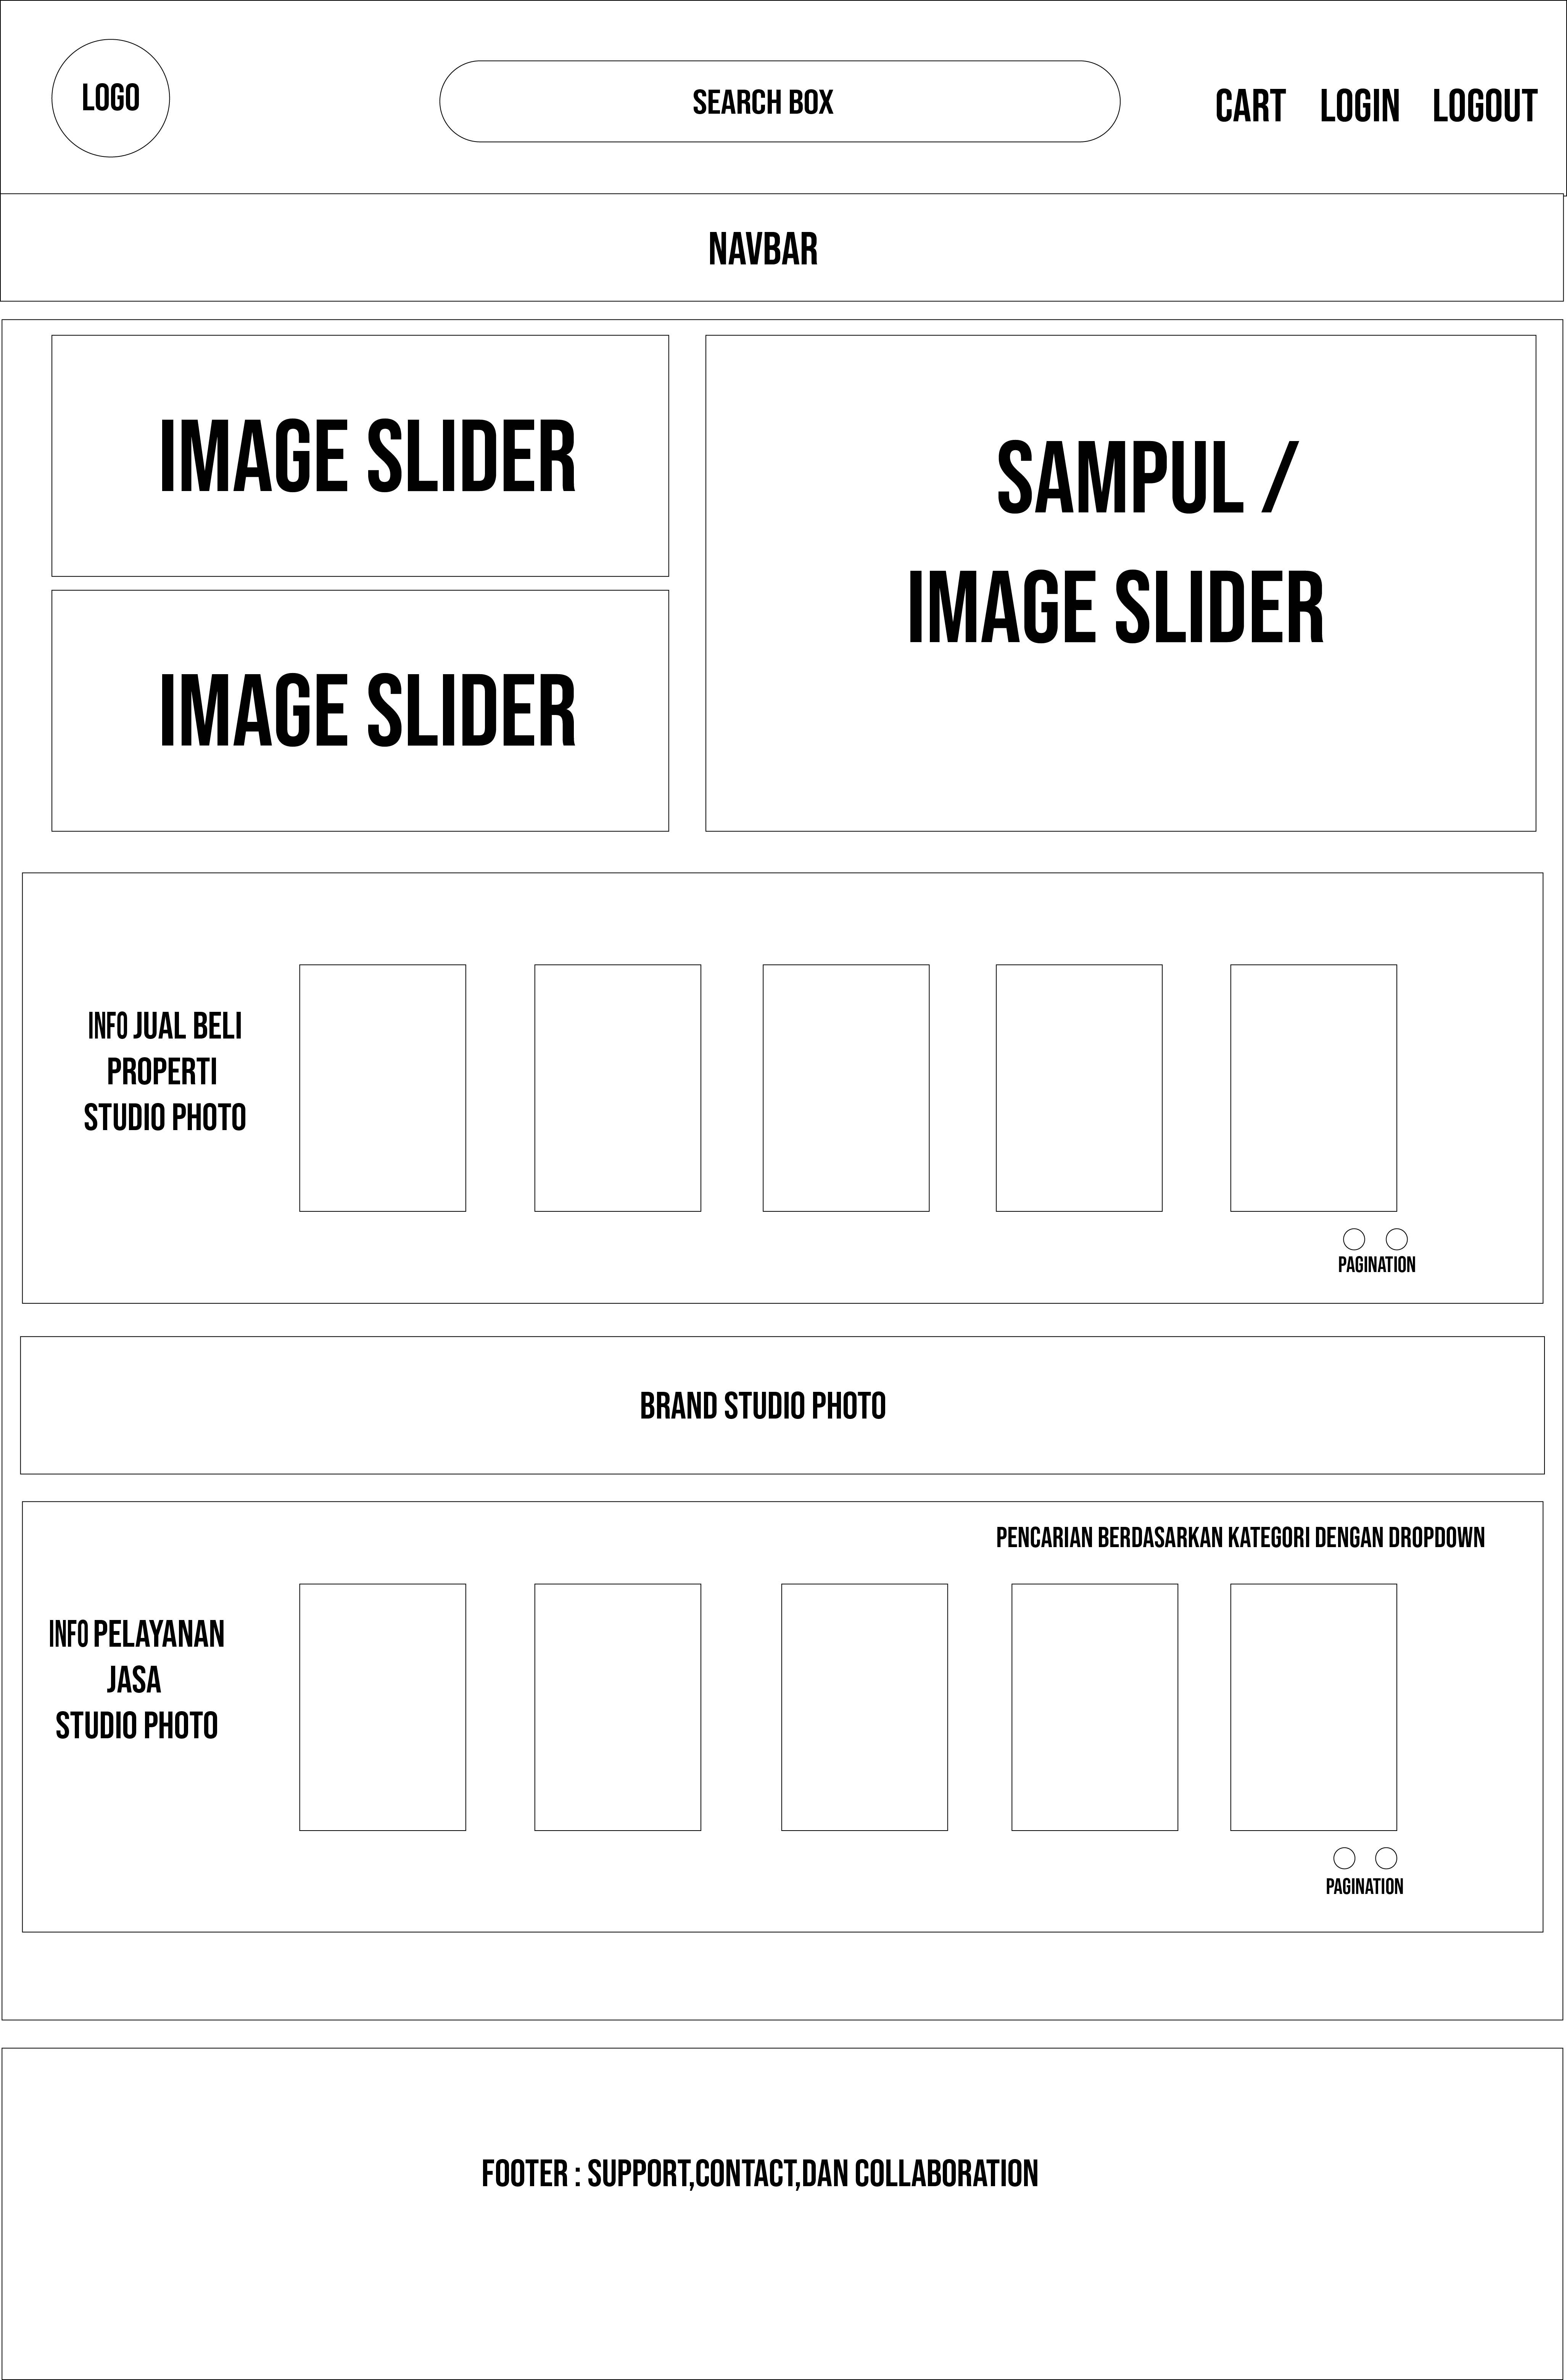 LOGO
SEARCH BOX
CART LOGIN LOGOUT
NAVBAR
IMAGE SLIDER
IMAGE SLIDER
SAMPUL /
IMAGE SLIDER
INFO JUAL BELI
PROPERTI
STUDIO PHOTO
PAGINATION
BRAND STUDIO PHOTO
PENCARIAN BERDASARKAN KATEGORI DENGAN DROPDOWN
INFO PELAYANAN
JASA
STUDIO PHOTO
PAGINATION
FOOTER : SUPPORT,CONTACT,DAN COLLABORATION